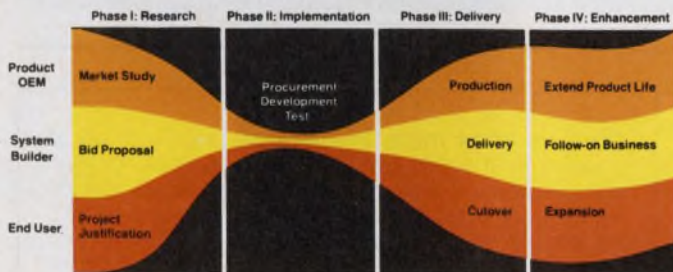 Phase I: Research
Phase II: Implementation
Phase III: Delivery
Phase IV: Enhancement
Product
OEM
Market Study
Procurement
Development
Test
Production
Extend Product Life
System
Builder
Bid Proposal
Delivery
Follow-on Business
End User
Project
Justification
Cutover
Expansion